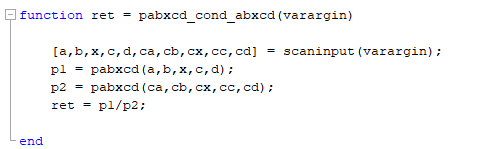 function ret = pabxcd_cond_abxcd(varargin)
[a,b,x,c,d,ca,cb,cx,cc,cd] = scaninput(varargin);
p1 = pabxcd(a,b,x,c,d);
p2 = pabxcd(ca,cb,cx,cc,cd);
ret = p1/p2;
end